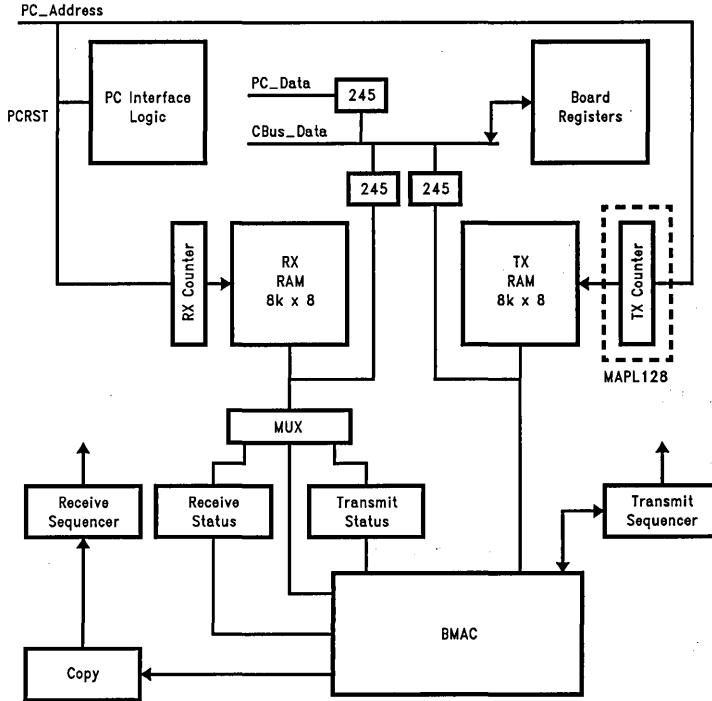 PC_Address
PC Interface
Logic
PCRST
PC_Data
245
CBus_Data
Board
Registers
245
245
RX Counter
RX
RAM
8k x 8
TX
RAM
8k x 8
TX Counter
MAPL128
MUX
Receive
Sequencer
Receive
Status
Transmit
Status
Transmit
Sequencer
BMAC
Copy